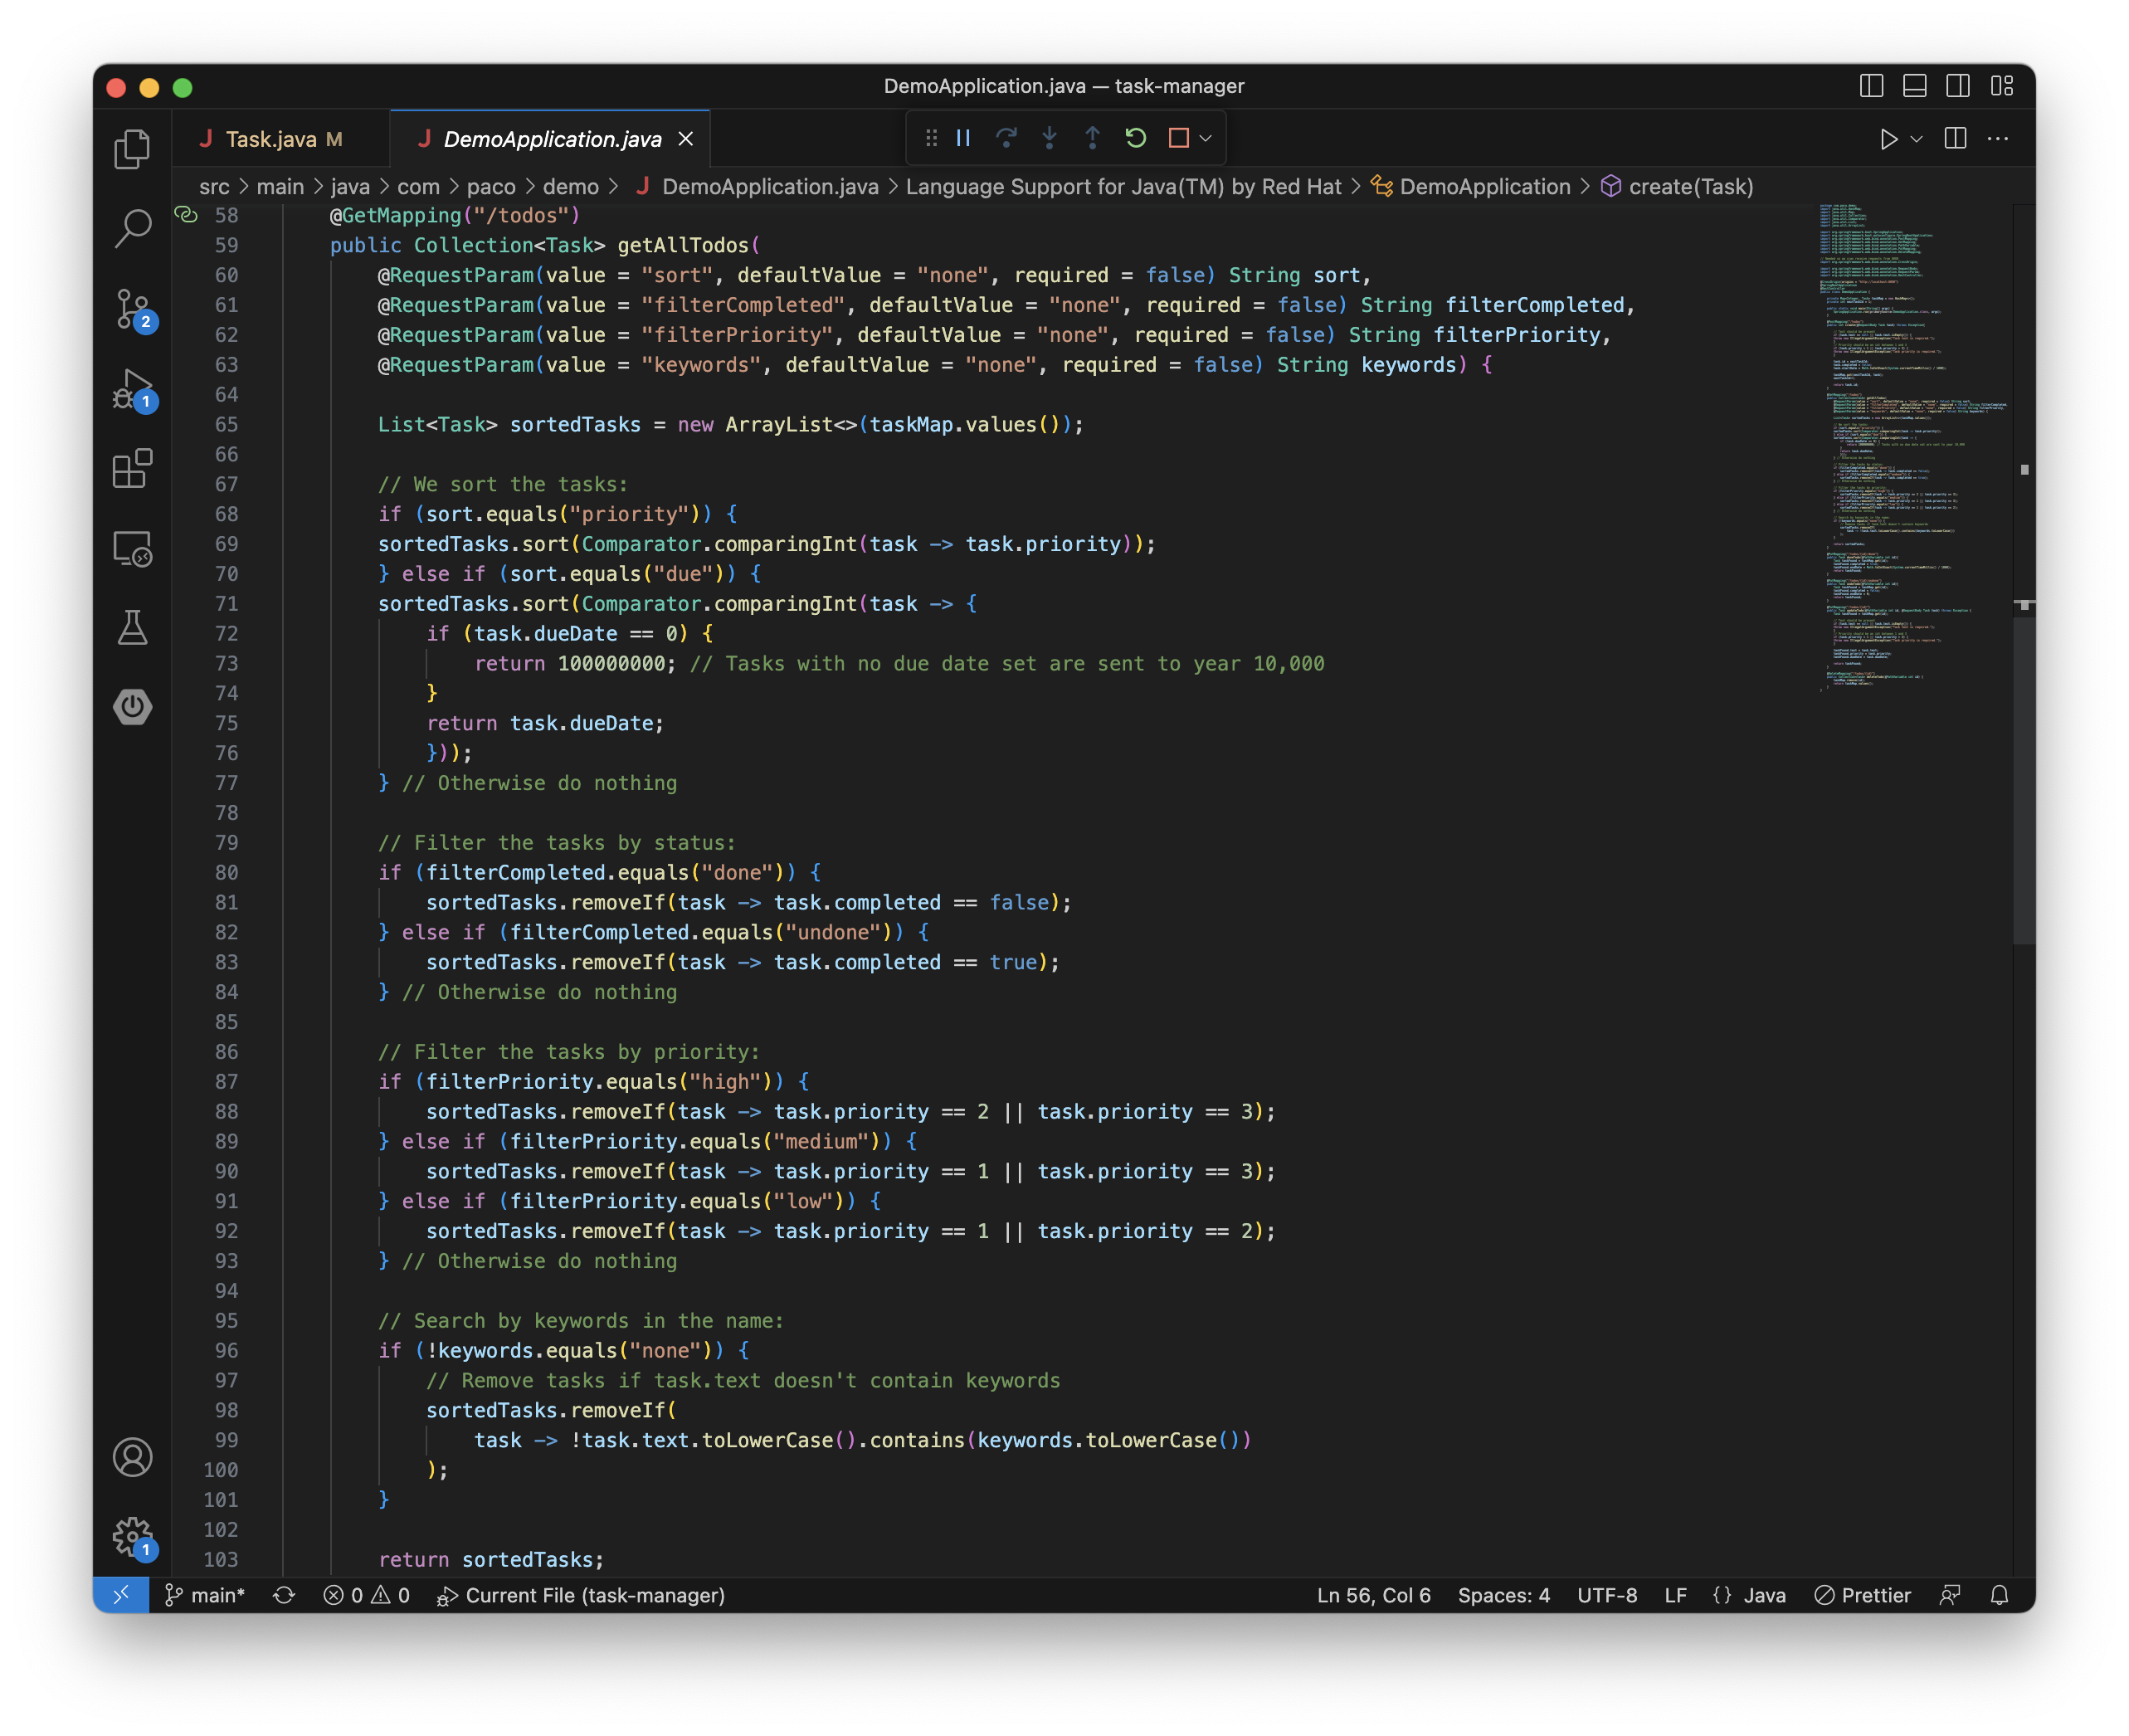 DemoApplication.java — task-manager
Task.java M
DemoApplication.java
src > main > java > com > paco > demo > DemoApplication.java > Language Support for Java(TM) by Red Hat > DemoApplication > create(Task)
58 @GetMapping("/todos")
59 public Collection<Task> getAllTodos(
60 @RequestParam(value = "sort", defaultValue = "none", required = false) String sort,
61 @RequestParam(value = "filterCompleted", defaultValue = "none", required = false) String filterCompleted,
62 @RequestParam(value = "filterPriority", defaultValue = "none", required = false) String filterPriority,
63 @RequestParam(value = "keywords", defaultValue = "none", required = false) String keywords) {
64
65 List<Task> sortedTasks = new ArrayList<>(taskMap.values());
66
67 // We sort the tasks:
68 if (sort.equals("priority")) {
69 sortedTasks.sort(Comparator.comparingInt(task -> task.priority));
70 } else if (sort.equals("due")) {
71 sortedTasks.sort(Comparator.comparingInt(task -> {
72 if (task.dueDate == 0) {
73 return 100000000; // Tasks with no due date set are sent to year 10,000
74 }
75 return task.dueDate;
76 }));
77 } // Otherwise do nothing
78
79 // Filter the tasks by status:
80 if (filterCompleted.equals("done")) {
81 sortedTasks.removeIf(task -> task.completed == false);
82 } else if (filterCompleted.equals("undone")) {
83 sortedTasks.removeIf(task -> task.completed == true);
84 } // Otherwise do nothing
85
86 // Filter the tasks by priority:
87 if (filterPriority.equals("high")) {
88 sortedTasks.removeIf(task -> task.priority == 2 || task.priority == 3);
89 } else if (filterPriority.equals("medium")) {
90 sortedTasks.removeIf(task -> task.priority == 1 || task.priority == 3);
91 } else if (filterPriority.equals("low")) {
92 sortedTasks.removeIf(task -> task.priority == 1 || task.priority == 2);
93 } // Otherwise do nothing
94
95 // Search by keywords in the name:
96 if (!keywords.equals("none")) {
97 // Remove tasks if task.text doesn't contain keywords
98 sortedTasks.removeIf(
99 task -> !task.text.toLowerCase().contains(keywords.toLowerCase())
100 );
101 }
102
103 return sortedTasks;
2
1
1
main* 0 0 Current File (task-manager) Ln 56, Col 6 Spaces: 4 UTF-8 LF {} Java Prettier